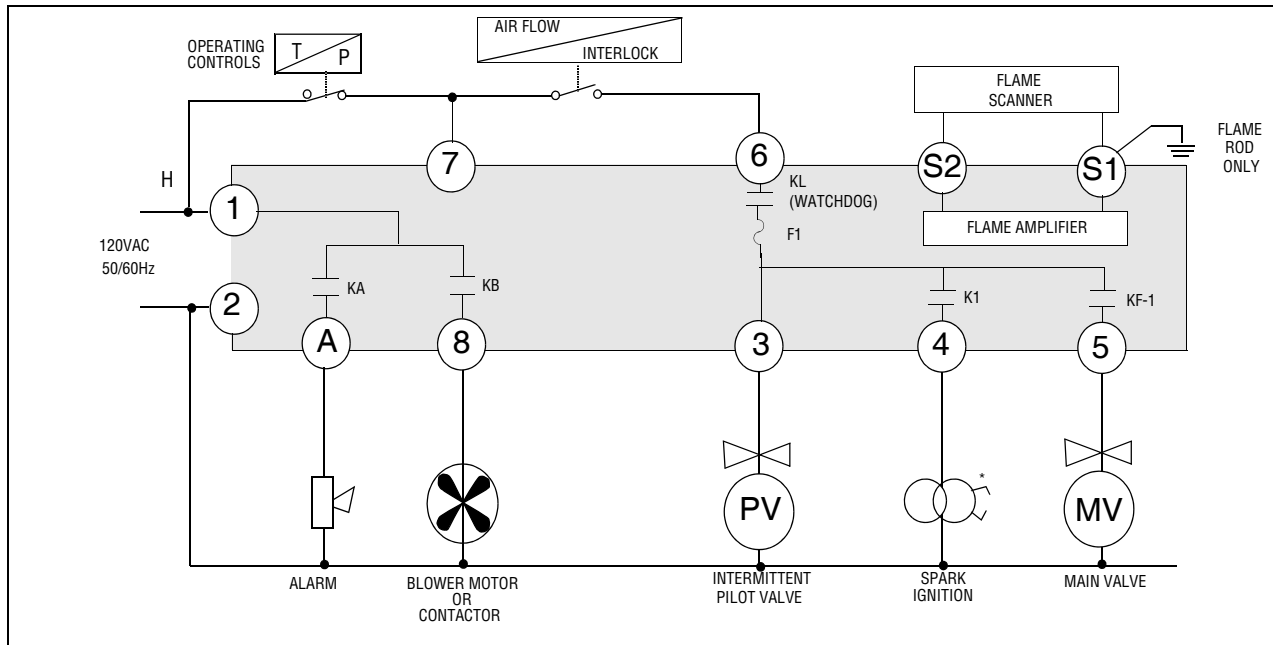 OPERATING
CONTROLS
T P
AIR FLOW
INTERLOCK
FLAME
SCANNER
FLAME
ROD
ONLY
7
6
S2
S1
H
KL
(WATCHDOG)
1
FLAME AMPLIFIER
F1
120VAC
50/60Hz
KA
KB
K1
KF-1
2
A
8
3
4
5
*
PV
MV
ALARM
BLOWER MOTOR
OR
CONTACTOR
INTERMITTENT
PILOT VALVE
SPARK
IGNITION
MAIN VALVE